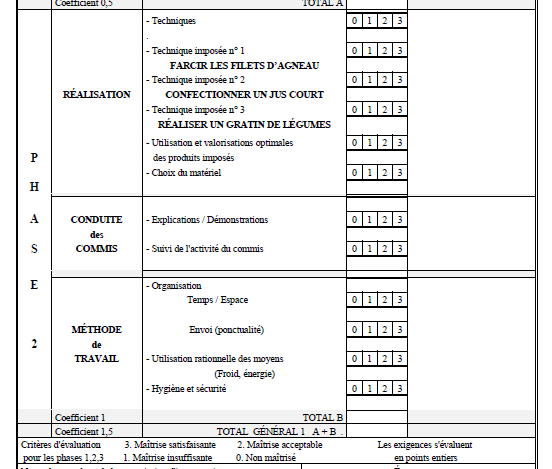 Coefficient 0,5 TOTAL A
- Techniques 0 1 2 3
.
- Technique imposée n° 1 0 1 2 3
FARCIR LES FILETS D'AGNEAU
- Technique imposée n° 2 0 1 2 3
RÉALISATION CONFECTIONNER UN JUS COURT
- Technique imposée n° 3 0 1 2 3
RÉALISER UN GRATIN DE LÉGUMES
- Utilisation et valorisations optimales 0 1 2 3
P des produits imposés
- Choix du matériel 0 1 2 3
H
A CONDUITE - Explications / Démonstrations 0 1 2 3
des
S COMMIS - Suivi de l'activité du commis 0 1 2 3
E - Organisation
Temps / Espace 0 1 2 3
MÉTHODE Envoi (ponctualité) 0 1 2 3
2 de
TRAVAIL - Utilisation rationnelle des moyens 0 1 2 3
(Froid, énergie)
- Hygiène et sécurité 0 1 2 3
Coefficient 1 TOTAL B
Coefficient 1,5 TOTAL GÉNÉRAL 1 A + B .
Critères d'évaluation 3. Maîtrise satisfaisante 2. Maîtrise acceptable Les exigences s'évaluent
pour les phases 1,2,3 1. Maîtrise insuffisante 0. Non maîtrisé en points entiers